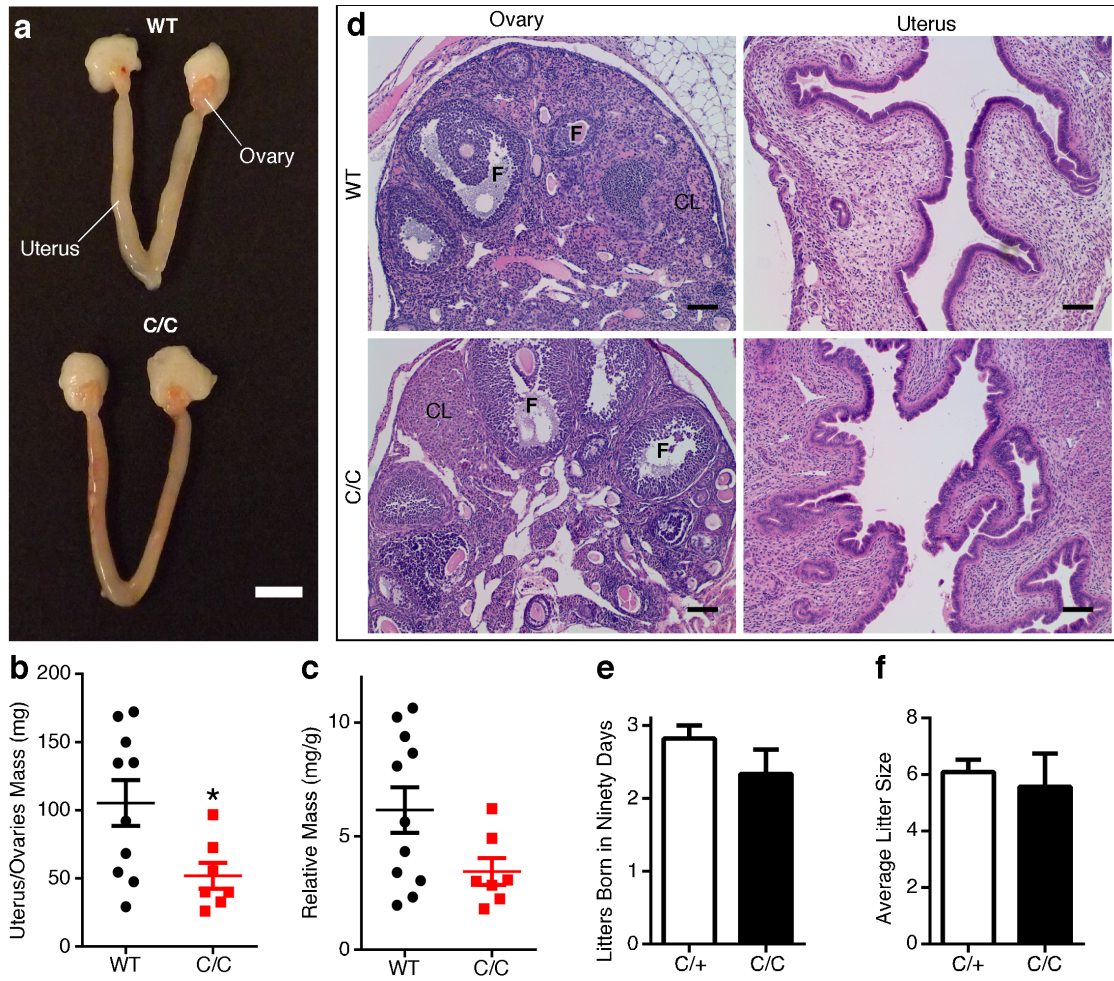 a
WT
Ovary
Uterus
C/C
d
Ovary
Uterus
WT
F
F
CL
C/C
CL
F
F
b
Uterus/Ovaries Mass (mg)
200
150
100
50
0
*
WT
C/C
c
Relative Mass (mg/g)
10
5
0
WT
C/C
e
Litters Born in Ninety Days
3
2
1
0
C/+
C/C
f
Average Litter Size
8
6
4
6
0
C/+
C/C